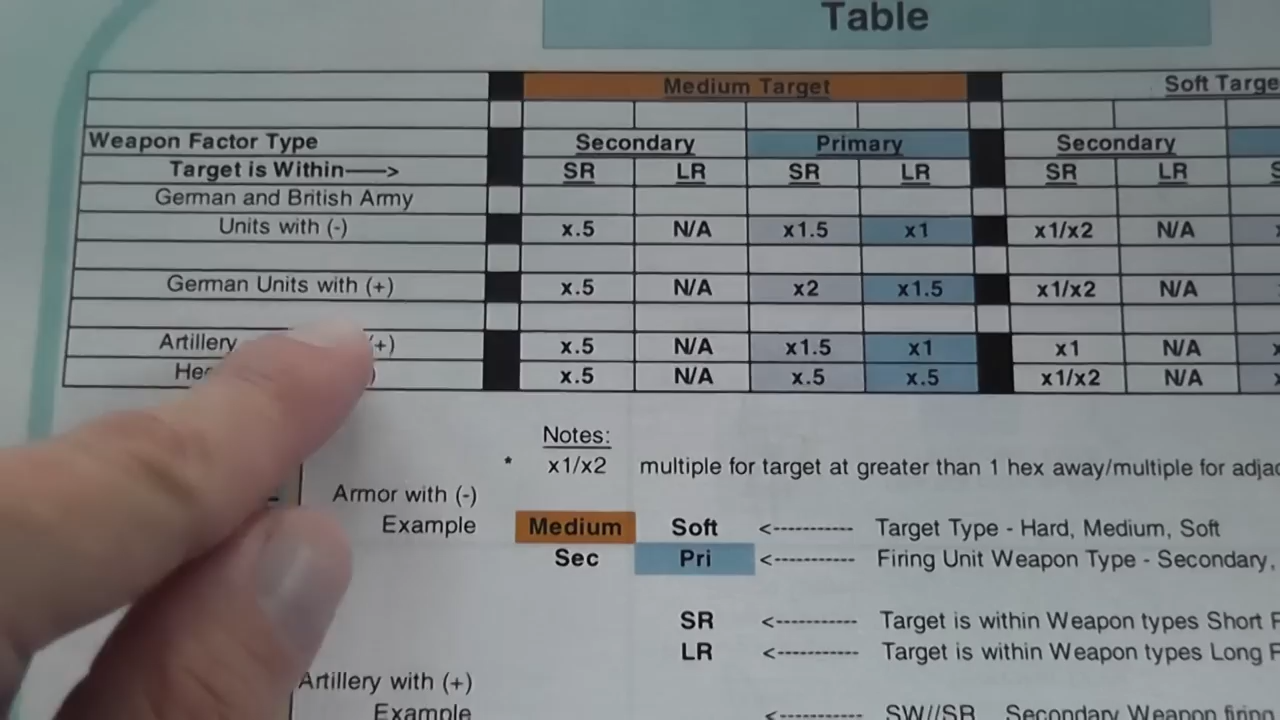 Table
Medium Target Soft
Weapon Factor Type Secondary Primary Secondary
Target is Within----> SR LR SR LR SR LR
German and British Army
Units with (-) x.5 N/A x1.5 x1 x1/x2 N/A
German Units with (+) x.5 N/A x2 x1.5 x1/x2 N/A
Artillery (+) x.5 N/A x1.5 x1 x1 N/A
x.5 N/A x.5 x.5 x1/x2 N/A
Notes:
* x1/x2 multiple for target at greater than 1 hex away/multiple for
Armor with (-)
Example Medium Soft <---------- Target Type - Hard, Medium, Soft
Sec Pri <---------- Firing Unit Weapon Type - Secondary,
SR <---------- Target is within Weapon types Short
LR <---------- Target is within Weapon types Long
Artillery with (+)
Example <---------- SW//SR Secondary Weapon firing